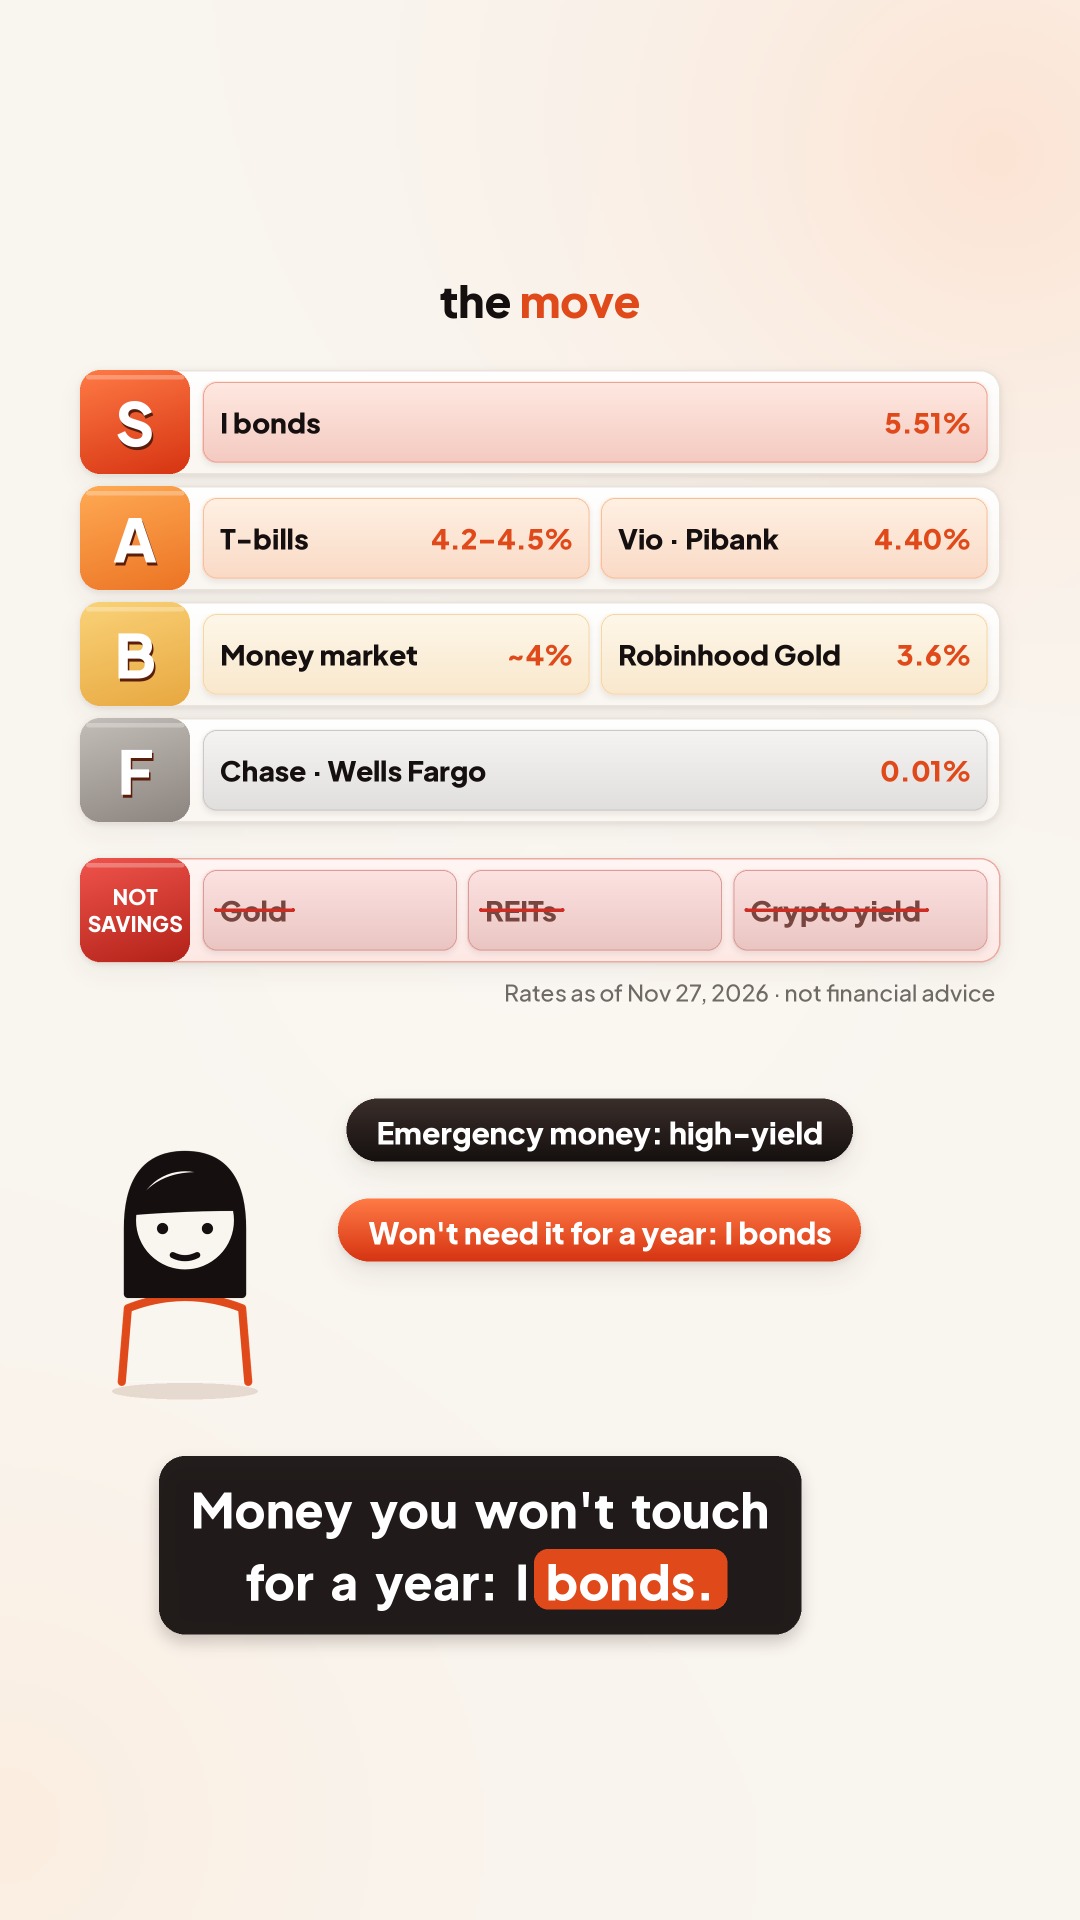 the move
S
I bonds 5.51%
A
T-bills 4.2–4.5%
Vio · Pibank 4.40%
B
Money market ~4%
Robinhood Gold 3.6%
F
Chase · Wells Fargo 0.01%
NOT
SAVINGS
Gold
REITs
Crypto yield
Rates as of Nov 27, 2026 · not financial advice
Emergency money: high-yield
Won't need it for a year: I bonds
Money you won't touch
for a year: I bonds.